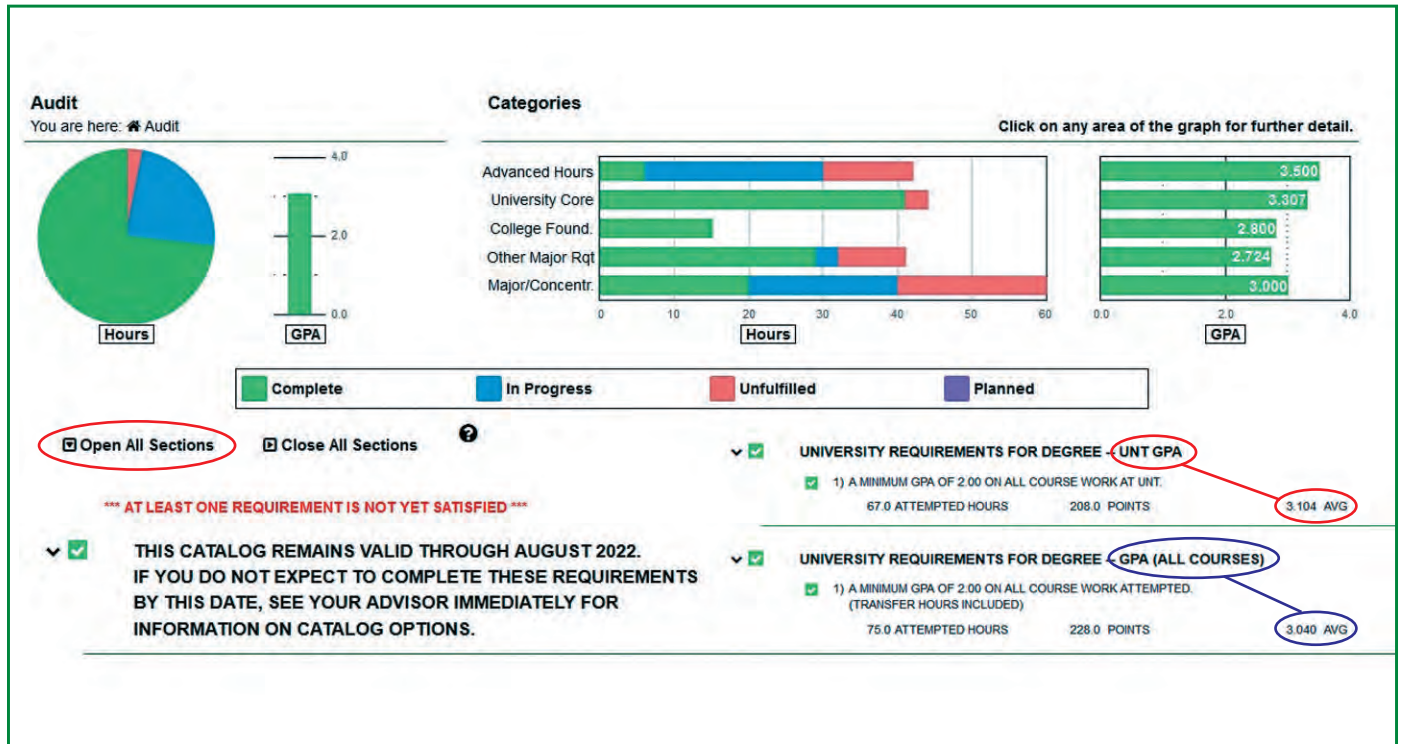 Audit
You are here: Audit
4.0
2.0
0.0
Hours
GPA
Categories
Click on any area of the graph for further detail.
Advanced Hours
University Core
College Found.
Other Major Rqt
Major/Concentr.
0 10 20 30 40 50 60
Hours
3.500
3.307
2.800
2.724
3.000
0.0 2.0 4.0
GPA
Complete In Progress Unfulfilled Planned
Open All Sections Close All Sections ?
*** AT LEAST ONE REQUIREMENT IS NOT YET SATISFIED ***
THIS CATALOG REMAINS VALID THROUGH AUGUST 2022.
IF YOU DO NOT EXPECT TO COMPLETE THESE REQUIREMENTS
BY THIS DATE, SEE YOUR ADVISOR IMMEDIATELY FOR
INFORMATION ON CATALOG OPTIONS.
UNIVERSITY REQUIREMENTS FOR DEGREE – UNT GPA
1) A MINIMUM GPA OF 2.00 ON ALL COURSE WORK AT UNT.
67.0 ATTEMPTED HOURS 208.0 POINTS 3.104 AVG
UNIVERSITY REQUIREMENTS FOR DEGREE – GPA (ALL COURSES)
1) A MINIMUM GPA OF 2.00 ON ALL COURSE WORK ATTEMPTED.
(TRANSFER HOURS INCLUDED)
75.0 ATTEMPTED HOURS 228.0 POINTS 3.040 AVG